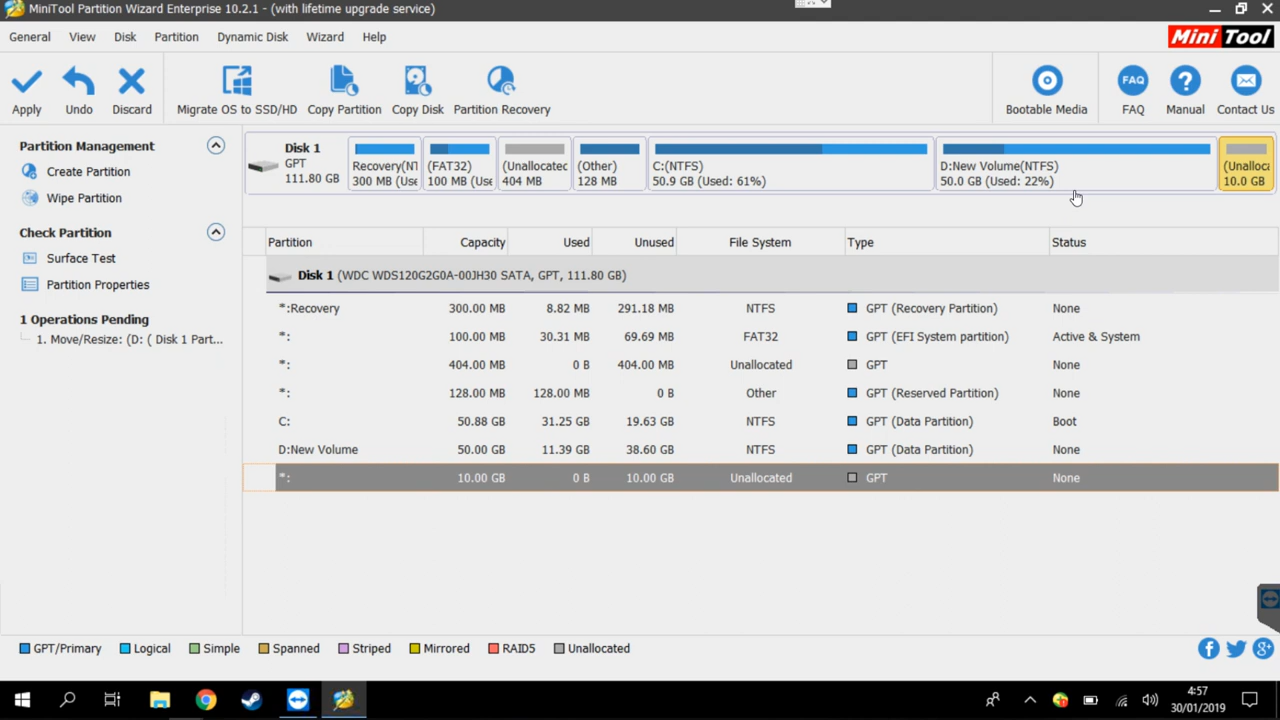 MiniTool Partition Wizard Enterprise 10.2.1 - (with lifetime upgrade service)
General View Disk Partition Dynamic Disk Wizard Help
Mini Tool
Apply Undo Discard Migrate OS to SSD/HD Copy Partition Copy Disk Partition Recovery Bootable Media FAQ FAQ Manual Contact Us
Partition Management
Create Partition
Wipe Partition
Check Partition
Surface Test
Partition Properties
1 Operations Pending
1. Move/Resize: (D: ( Disk 1 Part...
Disk 1
GPT
111.80 GB
Recovery(NT
300 MB (Use
(FAT32)
100 MB (Use
(Unallocated
404 MB
(Other)
128 MB
C:(NTFS)
50.9 GB (Used: 61%)
D:New Volume(NTFS)
50.0 GB (Used: 22%)
(Unalloca
10.0 GB
Partition Capacity Used Unused File System Type Status
Disk 1 (WDC WDS120G2G0A-00JH30 SATA, GPT, 111.80 GB)
*:Recovery 300.00 MB 8.82 MB 291.18 MB NTFS GPT (Recovery Partition) None
*: 100.00 MB 30.31 MB 69.69 MB FAT32 GPT (EFI System partition) Active & System
*: 404.00 MB 0 B 404.00 MB Unallocated GPT None
*: 128.00 MB 128.00 MB 0 B Other GPT (Reserved Partition) None
C: 50.88 GB 31.25 GB 19.63 GB NTFS GPT (Data Partition) Boot
D:New Volume 50.00 GB 11.39 GB 38.60 GB NTFS GPT (Data Partition) None
*: 10.00 GB 0 B 10.00 GB Unallocated GPT None
GPT/Primary Logical Simple Spanned Striped Mirrored RAID5 Unallocated
4:57
30/01/2019